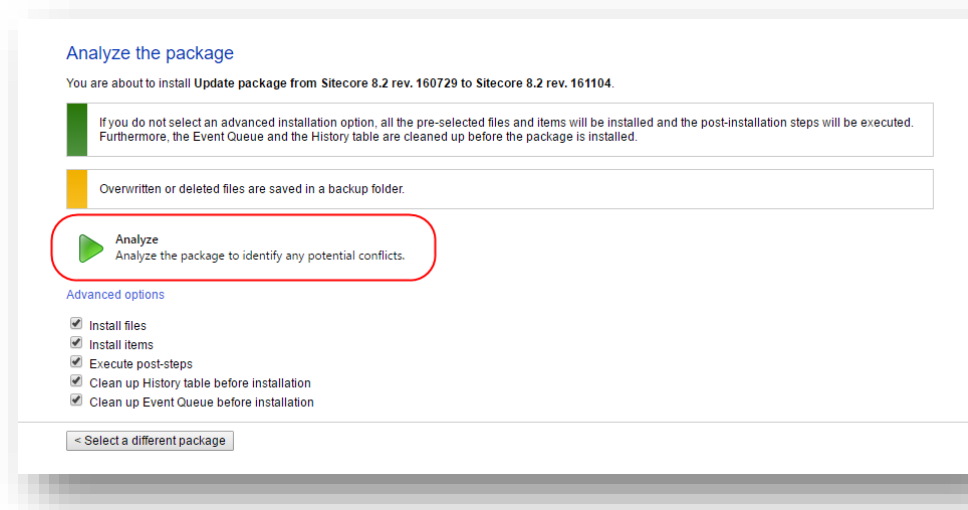 Analyze the package
You are about to install Update package from Sitecore 8.2 rev. 160729 to Sitecore 8.2 rev. 161104.
If you do not select an advanced installation option, all the pre-selected files and items will be installed and the post-installation steps will be executed.
Furthermore, the Event Queue and the History table are cleaned up before the package is installed.
Overwritten or deleted files are saved in a backup folder.
Analyze
Analyze the package to identify any potential conflicts.
Advanced options
Install files
Install items
Execute post-steps
Clean up History table before installation
Clean up Event Queue before installation
< Select a different package